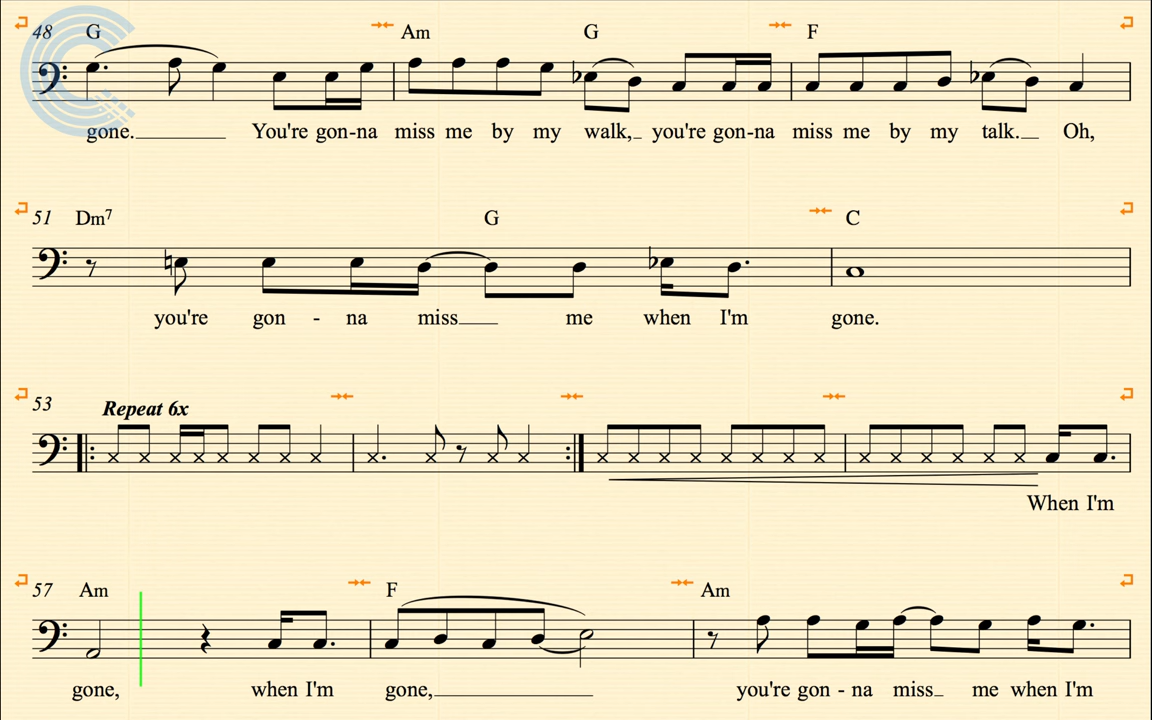 48 G Am G F
gone. You're gon-na miss me by my walk, you're gon-na miss me by my talk. Oh,
51 Dm7 G C
you're gon - na miss me when I'm gone.
53 Repeat 6x
When I'm
57 Am F Am
gone, when I'm gone, you're gon - na miss me when I'm